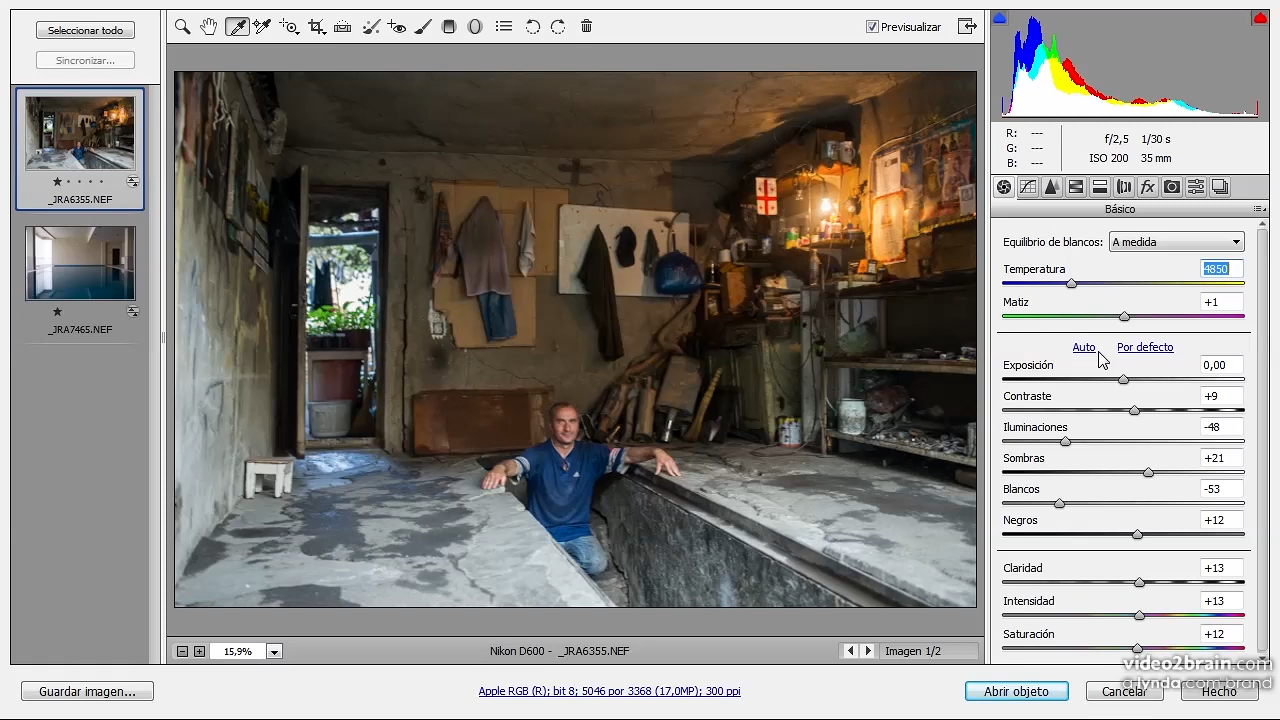 Seleccionar todo
Sincronizar...
_JRA6355.NEF
_JRA7465.NEF
Previsualizar
R: ---
G: ---
B: ---
f/2,5 1/30 s
ISO 200 35 mm
fx
Básico
Equilibrio de blancos: A medida
Temperatura 4850
Matiz +1
Auto Por defecto
Exposición 0,00
Contraste +9
Iluminaciones -48
Sombras +21
Blancos -53
Negros +12
Claridad +13
Intensidad +13
Saturación +12
15,9%
Nikon D600 - _JRA6355.NEF
Imagen 1/2
video2brain.com
a lynda.com brand
Guardar imagen...
Apple RGB (R); bit 8; 5046 por 3368 (17,0MP); 300 ppi
Abrir objeto
Cancelar
Hecho